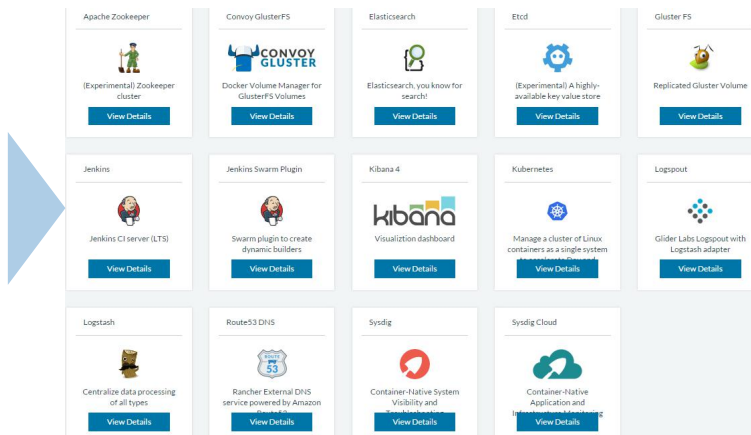 Apache Zookeeper
(Experimental) Zookeeper
cluster
View Details
Convoy GlusterFS
CONVOY
GLUSTER
Docker Volume Manager for
GlusterFS Volumes
View Details
Elasticsearch
Elasticsearch, you know for
search!
View Details
Etcd
(Experimental) A highly-
available key value store
View Details
Gluster FS
Replicated Gluster Volume
View Details
Jenkins
Jenkins CI server (LTS)
View Details
Jenkins Swarm Plugin
Swarm plugin to create
dynamic builders
View Details
Kibana 4
kibana
Visualiztion dashboard
View Details
Kubernetes
Manage a cluster of Linux
containers as a single system
View Details
Logspout
Glider Labs Logspout with
Logstash adapter
View Details
Logstash
Centralize data processing
of all types
View Details
Route53 DNS
ROUTE
53
Rancher External DNS
service powered by Amazon
View Details
Sysdig
Container-Native System
Visibility and
View Details
Sysdig Cloud
Container-Native
Application and
View Details